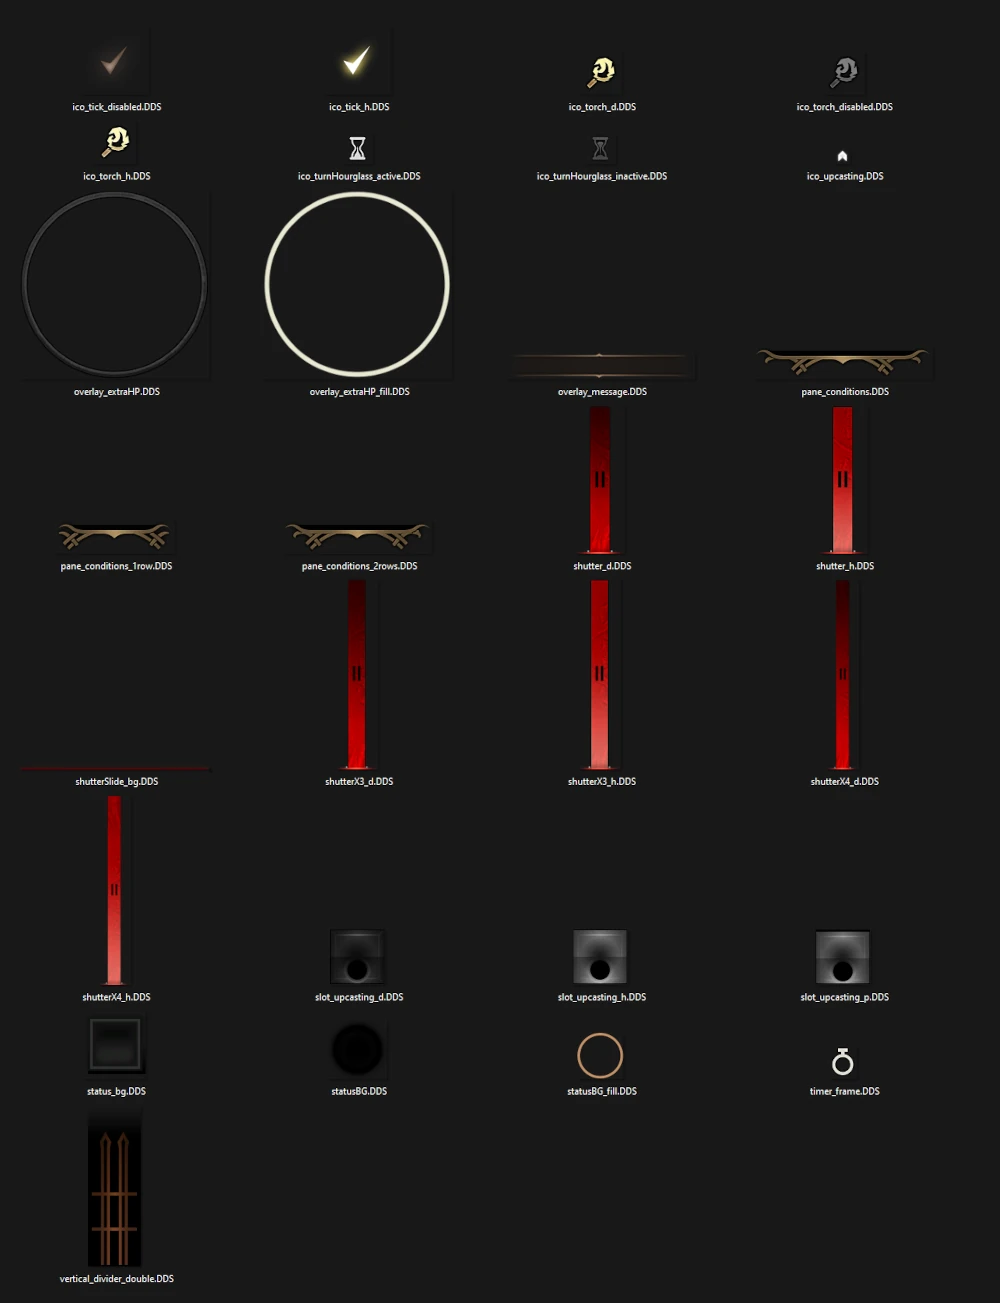 ico_tick_disabled.DDS
ico_tick_h.DDS
ico_torch_d.DDS
ico_torch_disabled.DDS
ico_torch_h.DDS
ico_turnHourglass_active.DDS
ico_turnHourglass_inactive.DDS
ico_upcasting.DDS
overlay_extraHP.DDS
overlay_extraHP_fill.DDS
overlay_message.DDS
pane_conditions.DDS
pane_conditions_1row.DDS
pane_conditions_2rows.DDS
shutter_d.DDS
shutter_h.DDS
shutterSlide_bg.DDS
shutterX3_d.DDS
shutterX3_h.DDS
shutterX4_d.DDS
shutterX4_h.DDS
slot_upcasting_d.DDS
slot_upcasting_h.DDS
slot_upcasting_p.DDS
status_bg.DDS
statusBG.DDS
statusBG_fill.DDS
timer_frame.DDS
vertical_divider_double.DDS